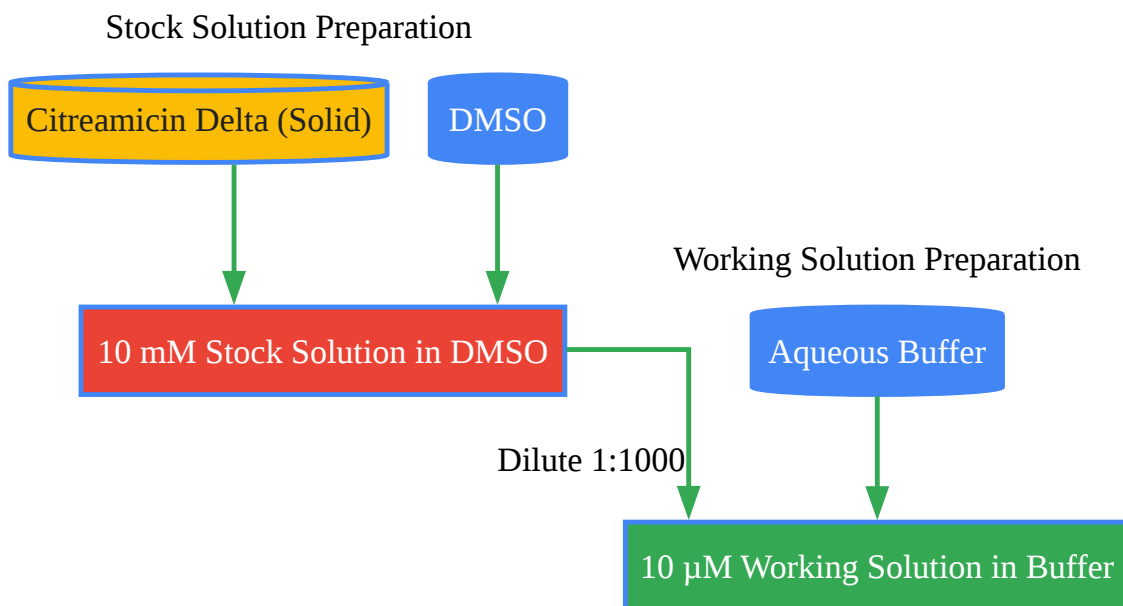 Stock Solution Preparation
Citreamicin Delta (Solid)
DMSO
10 mM Stock Solution in DMSO
Working Solution Preparation
Aqueous Buffer
Dilute 1:1000
10 µM Working Solution in Buffer